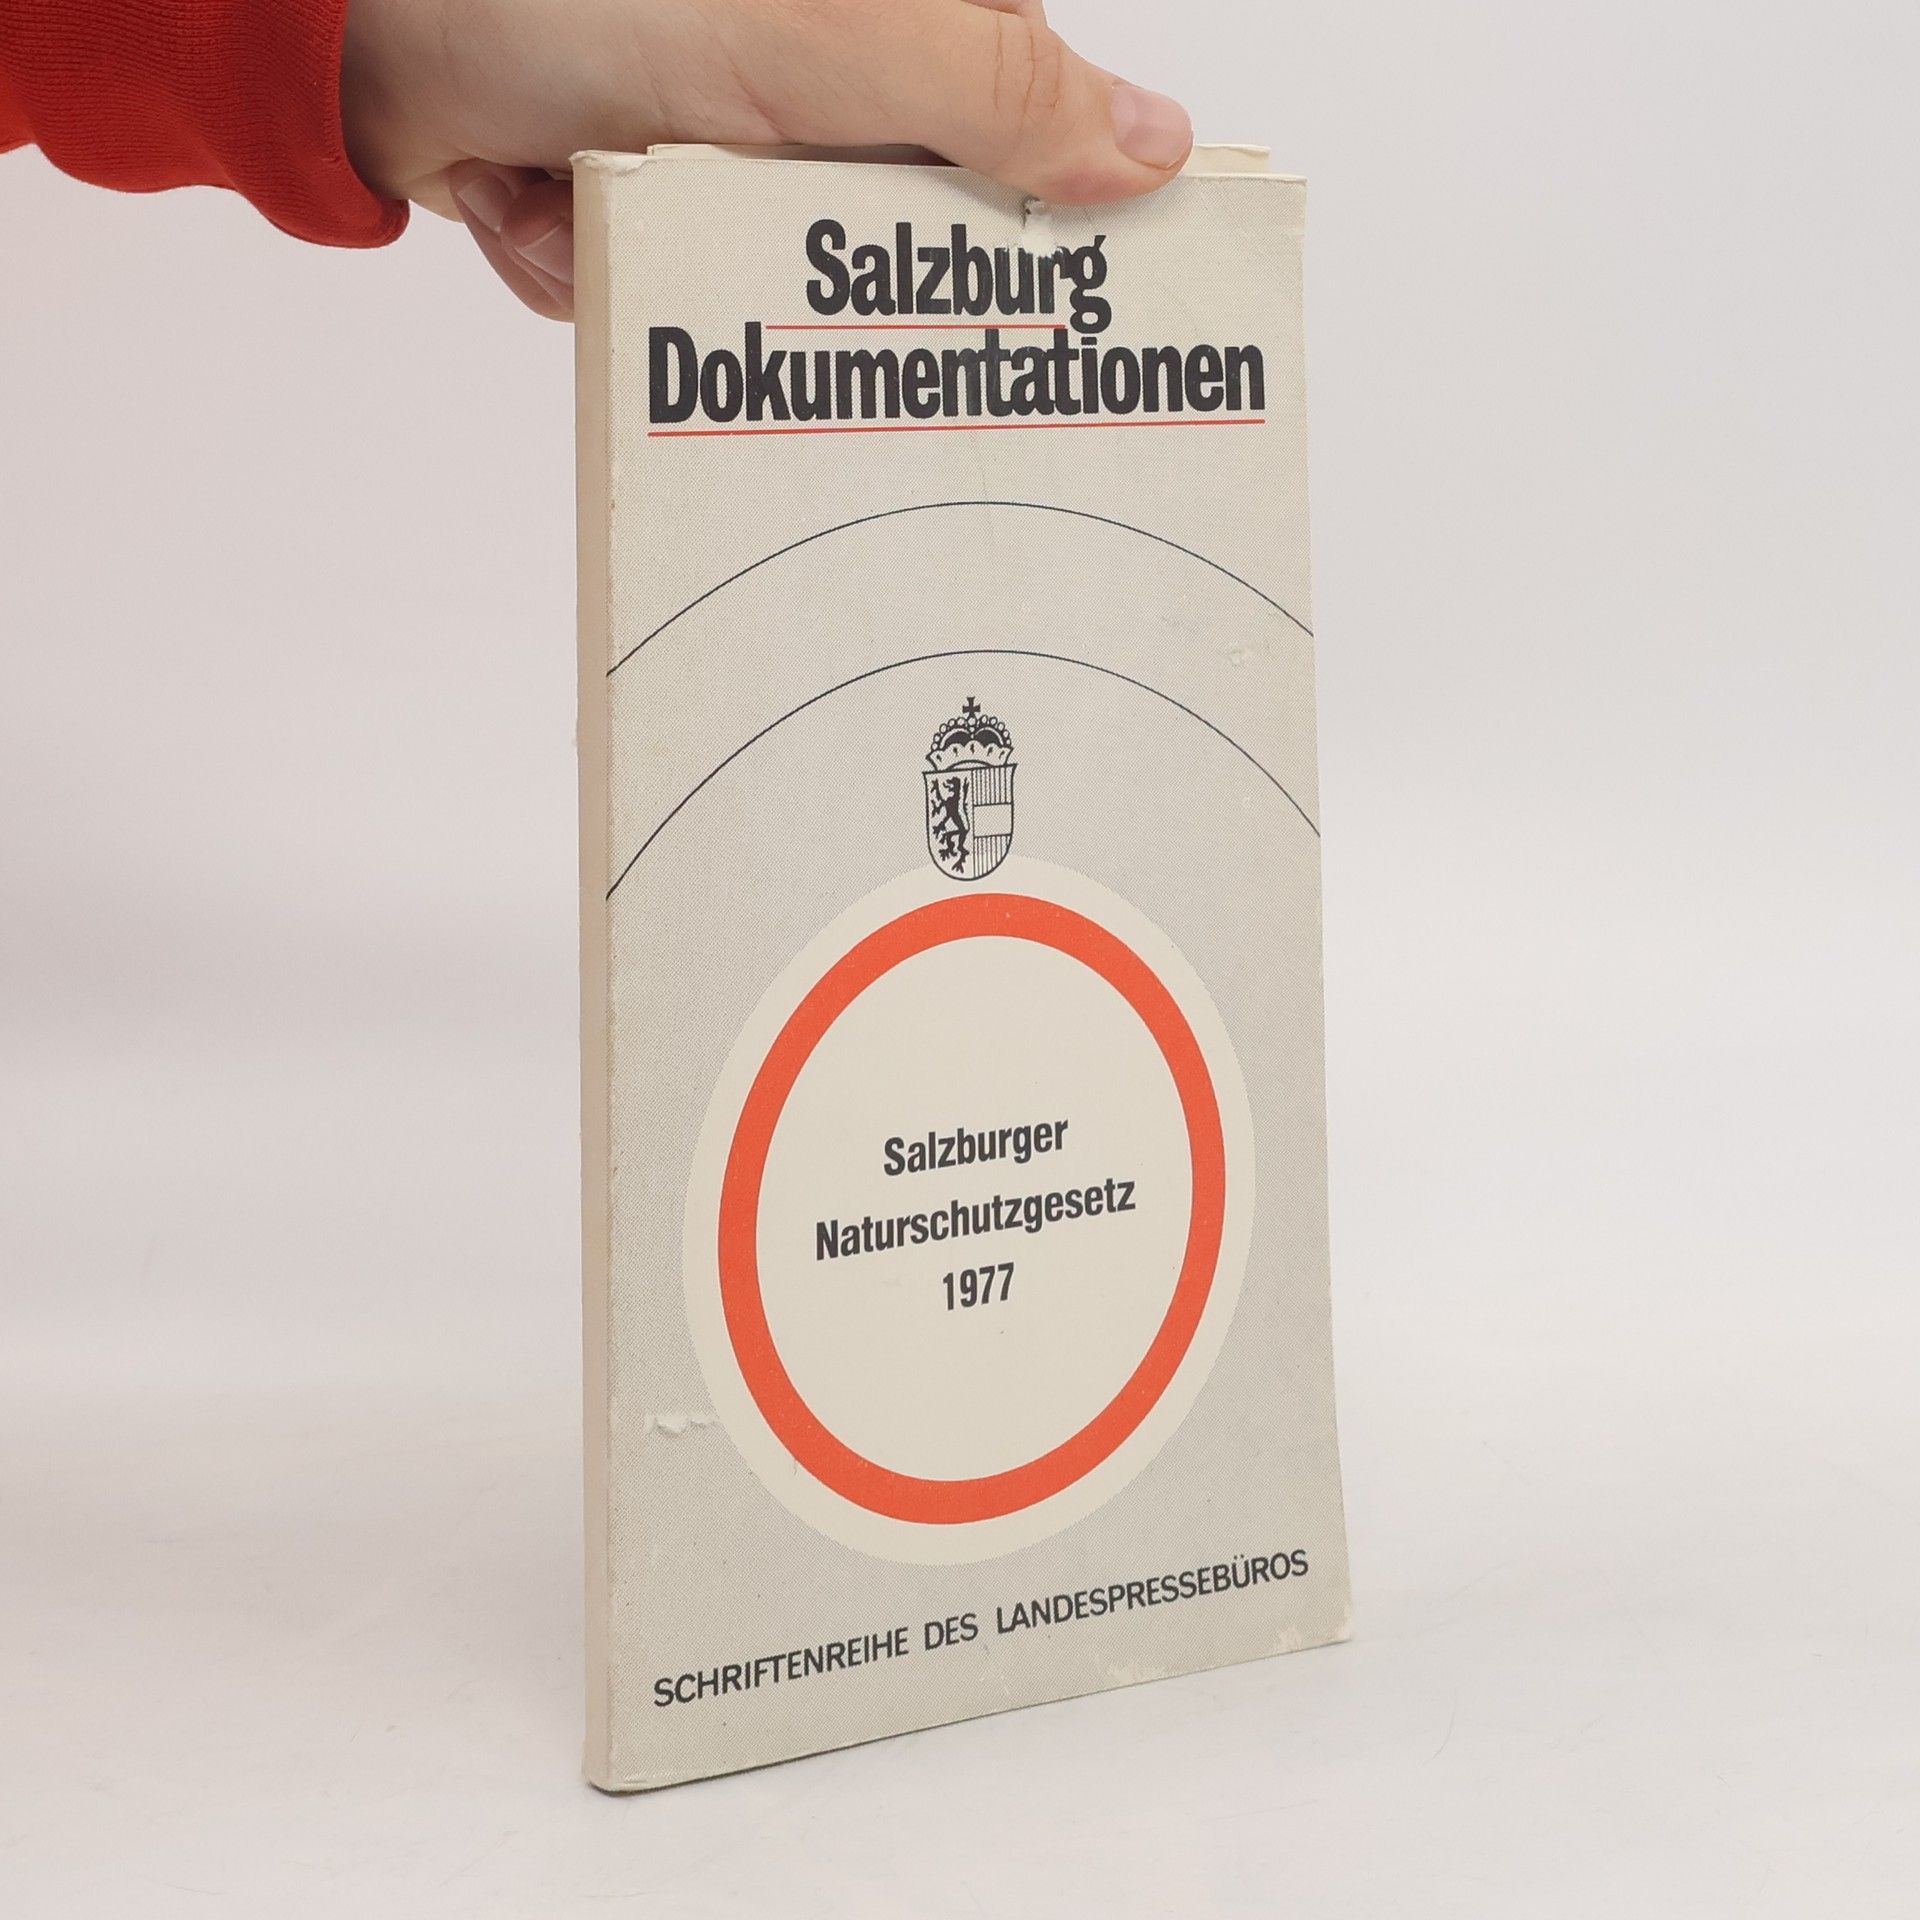 Salzburg
Dokumentationen
Salzburger
Naturschutzgesetz
1977
SCHRIFTENREIHE DES LANDESPRESSEBÜROS